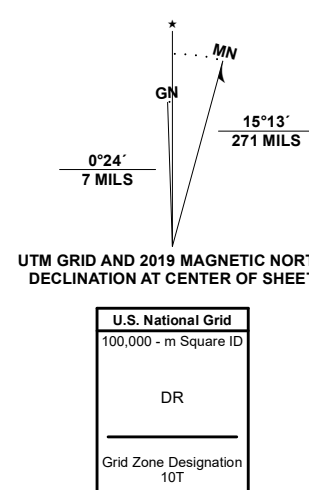 ★
MN
GN
15°13´
271 MILS
0°24´
7 MILS
UTM GRID AND 2019 MAGNETIC NORT
DECLINATION AT CENTER OF SHEET
U.S. National Grid
100,000 - m Square ID
DR
Grid Zone Designation
10T